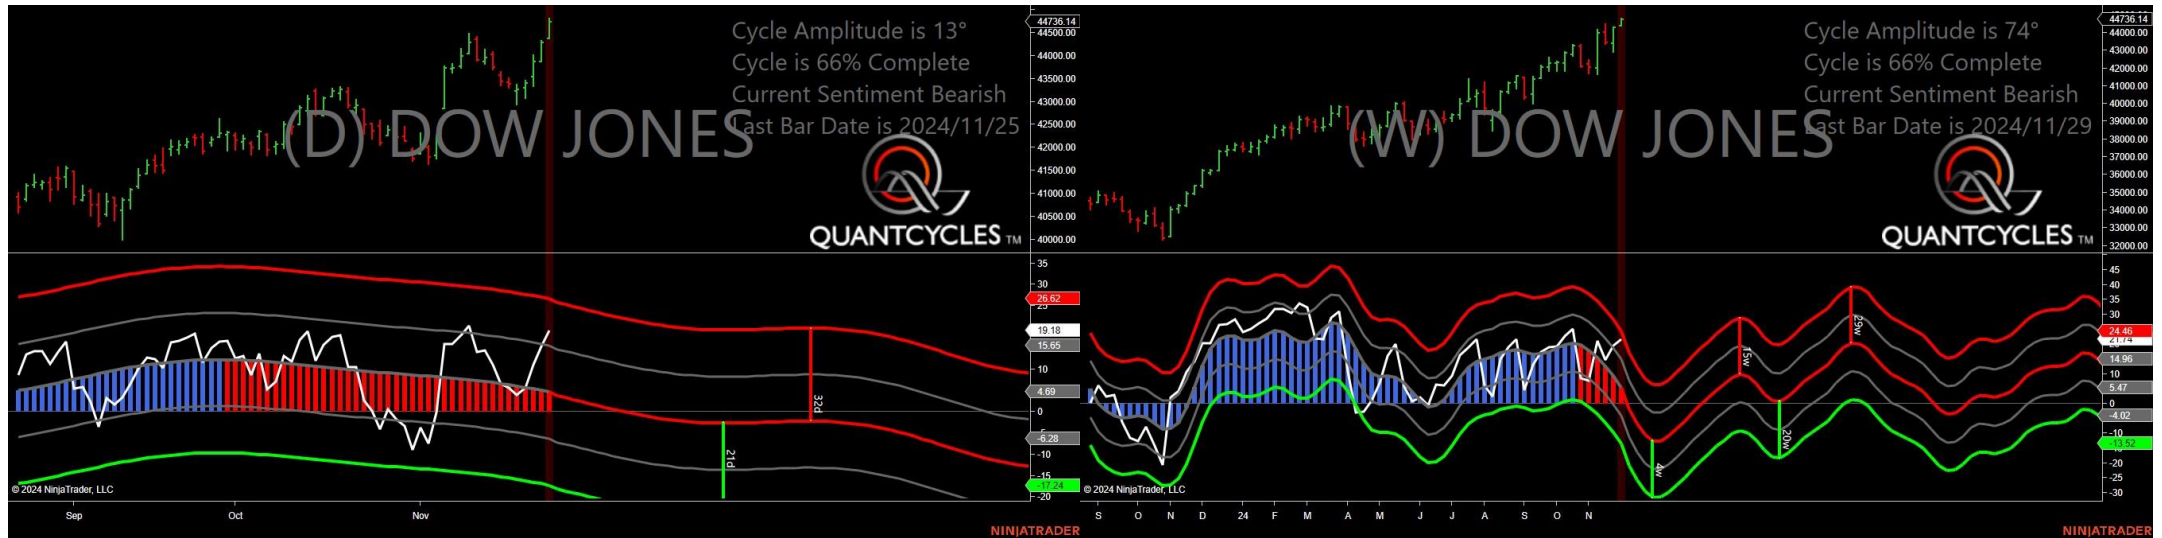 Cycle Amplitude is 13°
Cycle is 66% Complete
Current Sentiment Bearish
Last Bar Date is 2024/11/25
(D) DOW JONES
QUANTCYCLES TM
44736.14
44500.00
44000.00
43500.00
43000.00
42500.00
42000.00
41500.00
41000.00
40500.00
40000.00
35
30
26.62
25
19.18
15.65
10
4.69
0
-6.28
-10
-15
-17.24
-20
32d
21d
© 2024 NinjaTrader, LLC
Sep Oct Nov
NINJATRADER
Cycle Amplitude is 74°
Cycle is 66% Complete
Current Sentiment Bearish
Last Bar Date is 2024/11/29
(W) DOW JONES
QUANTCYCLES TM
44736.14
44000.00
43000.00
42000.00
41000.00
40000.00
39000.00
38000.00
37000.00
36000.00
35000.00
34000.00
33000.00
32000.00
45
40
35
30
24.46
21.74
14.96
10
5.47
0
-4.02
-10
-13.52
-20
-25
-30
15w
29w
20w
4w
© 2024 NinjaTrader, LLC
S O N D 24 F M A M J J A S O N
NINJATRADER